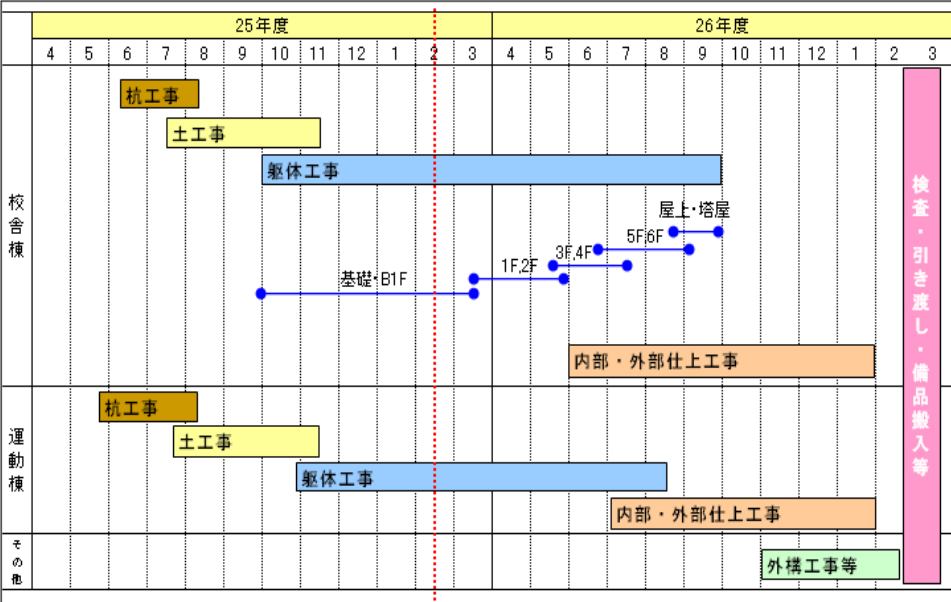 25年度 26年度
4 5 6 7 8 9 10 11 12 1 2 3 4 5 6 7 8 9 10 11 12 1 2 3
校舎棟
杭工事
土工事
躯体工事
屋上・塔屋
5F,6F
3F,4F
1F,2F
基礎・B1F
内部・外部仕上工事
運動棟
杭工事
土工事
躯体工事
内部・外部仕上工事
その他
外構工事等
検査・引き渡し・備品搬入等